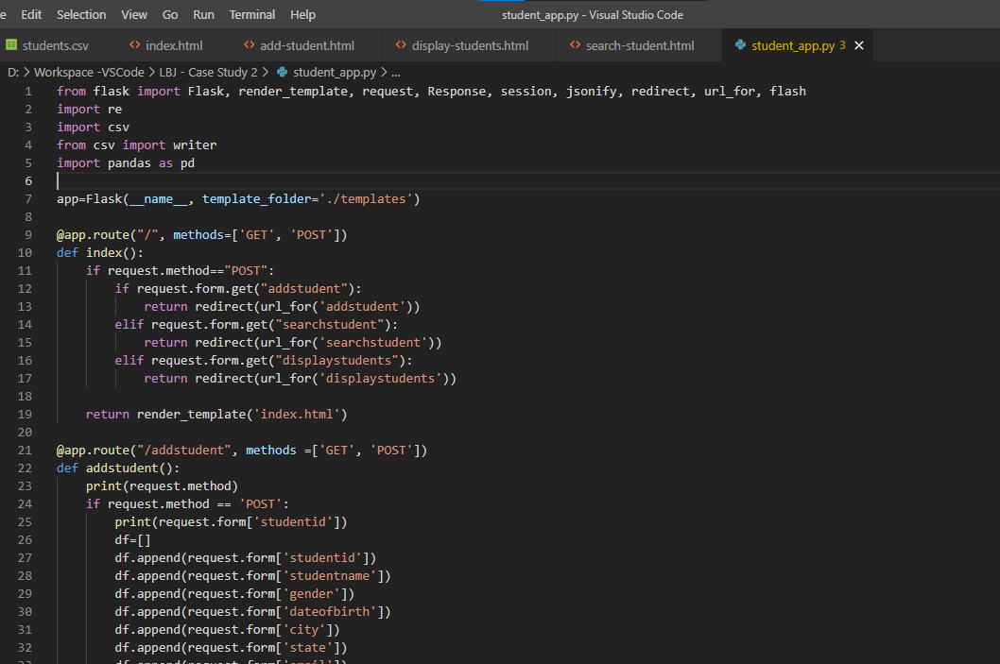 e Edit Selection View Go Run Terminal Help student_app.py - Visual Studio Code
students.csv <> index.html <> add-student.html <> display-students.html <> search-student.html student_app.py 3 ×
D: > Workspace -VSCode > LBJ - Case Study 2 > student_app.py > ...
1 from flask import Flask, render_template, request, Response, session, jsonify, redirect, url_for, flash
2 import re
3 import csv
4 from csv import writer
5 import pandas as pd
6
7 app=Flask(__name__, template_folder='./templates')
8
9 @app.route("/", methods=['GET', 'POST'])
10 def index():
11     if request.method=="POST":
12         if request.form.get("addstudent"):
13             return redirect(url_for('addstudent'))
14         elif request.form.get("searchstudent"):
15             return redirect(url_for('searchstudent'))
16         elif request.form.get("displaystudents"):
17             return redirect(url_for('displaystudents'))
18
19     return render_template('index.html')
20
21 @app.route("/addstudent", methods =['GET', 'POST'])
22 def addstudent():
23     print(request.method)
24     if request.method == 'POST':
25         print(request.form['studentid'])
26         df=[]
27         df.append(request.form['studentid'])
28         df.append(request.form['studentname'])
29         df.append(request.form['gender'])
30         df.append(request.form['dateofbirth'])
31         df.append(request.form['city'])
32         df.append(request.form['state'])